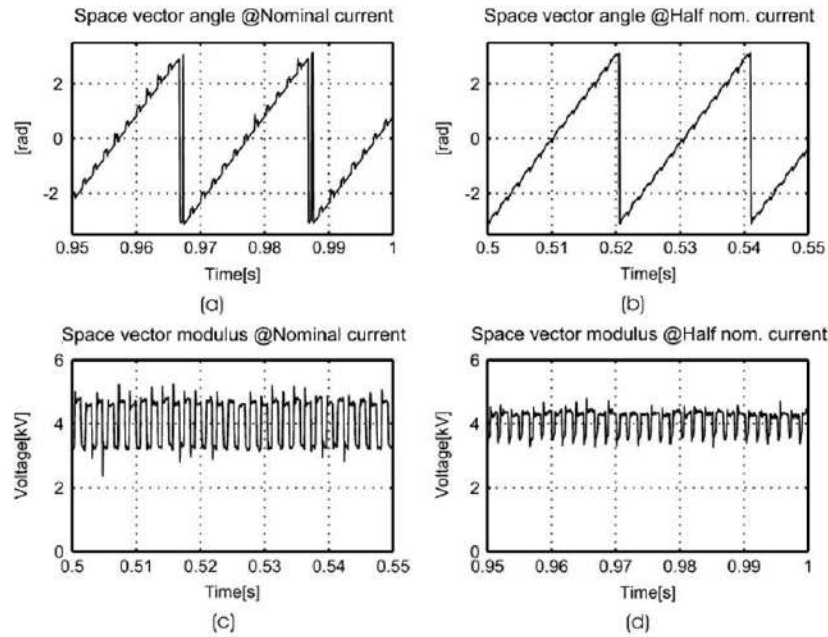 Space vector angle @Nominal current
Space vector angle @Half nom. current
[rad]
2
0
-2
0.95 0.96 0.97 0.98 0.99 1
Time[s]
(a)
[rad]
2
0
-2
0.5 0.51 0.52 0.53 0.54 0.55
Time[s]
(b)
Space vector modulus @Nominal current
Space vector modulus @Half nom. current
Voltage[kV]
6
4
2
0
0.5 0.51 0.52 0.53 0.54 0.55
Time[s]
(c)
Voltage[kV]
6
4
2
0
0.95 0.96 0.97 0.98 0.99 1
Time[s]
(d)